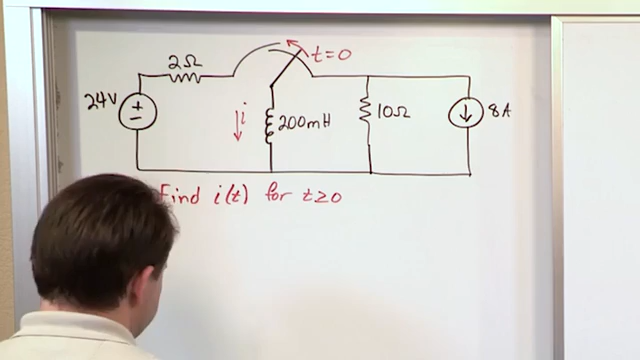 2Ω
t=0
24V
+
−
i
200mH
10Ω
8A
Find i(t) for t≥0